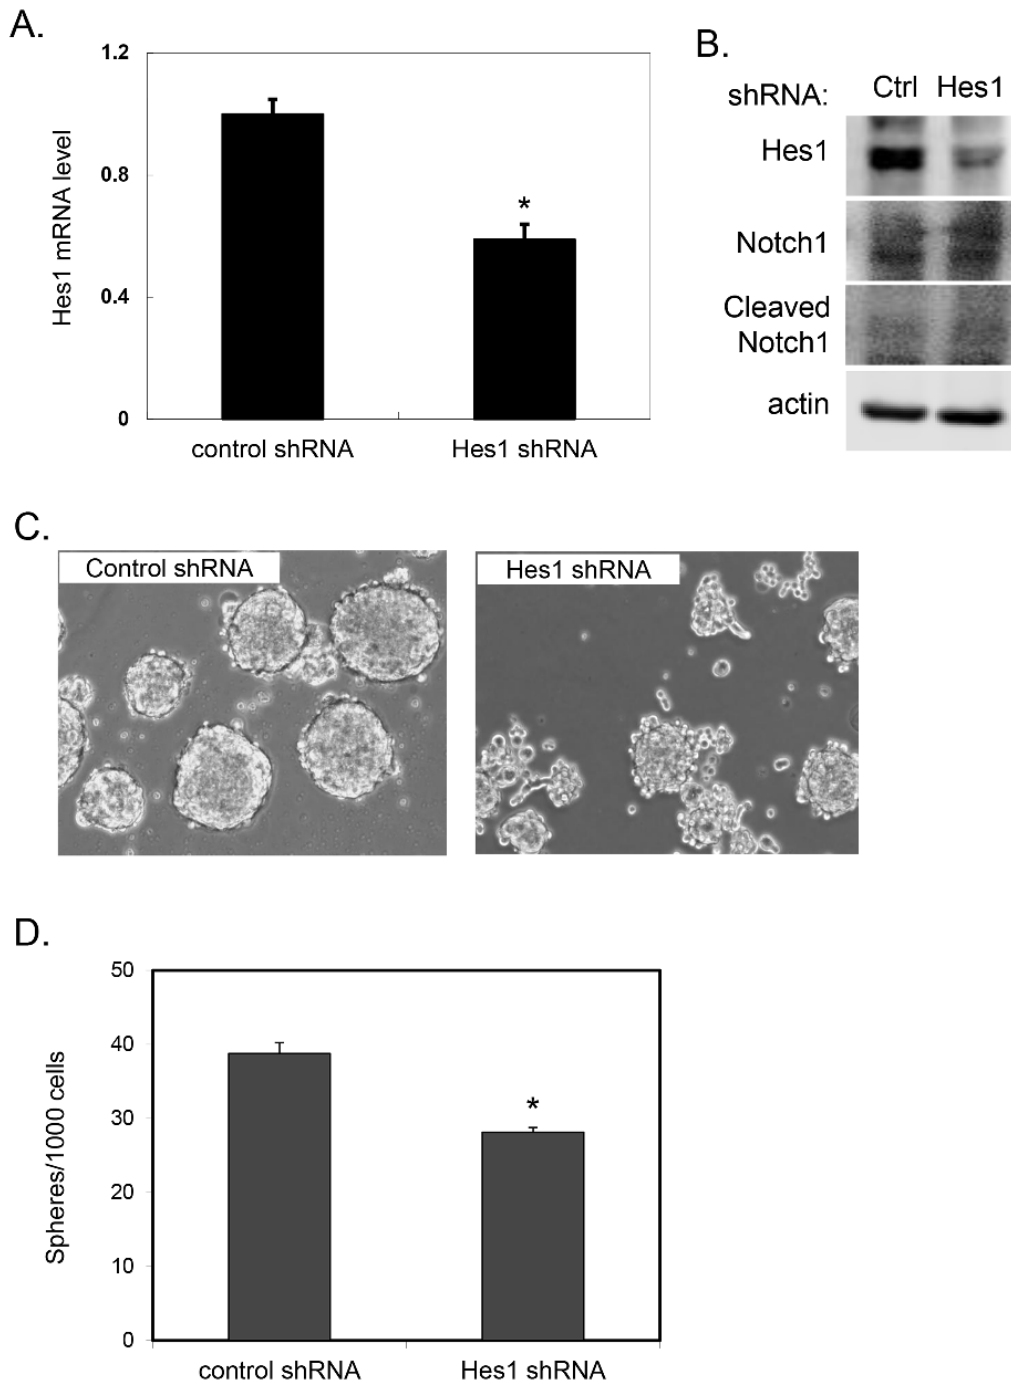 A.
1.2
0.8
0.4
0
Hes1 mRNA level
*
control shRNA
Hes1 shRNA
B.
shRNA: Ctrl Hes1
Hes1
Notch1
Cleaved
Notch1
actin
C.
Control shRNA
Hes1 shRNA
D.
50
40
30
20
10
0
Spheres/1000 cells
*
control shRNA
Hes1 shRNA